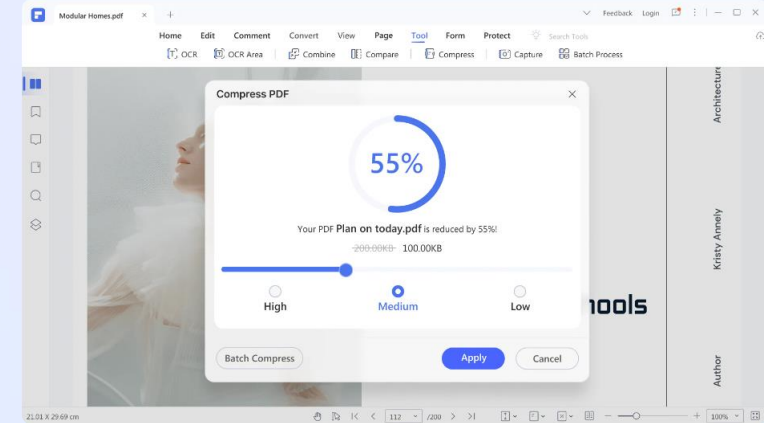 Modular Homes.pdf × +
Feedback Login
Home Edit Comment Convert View Page Tool Form Protect Search Tools
OCR OCR Area Combine Compare Compress Capture Batch Process
Compress PDF
55%
Your PDF Plan on today.pdf is reduced by 55%!
200.00KB 100.00KB
High Medium Low
Batch Compress Apply Cancel
Architecture
Kristy Annely
Author
hools
21.01 X 29.69 cm 112 /200 100%